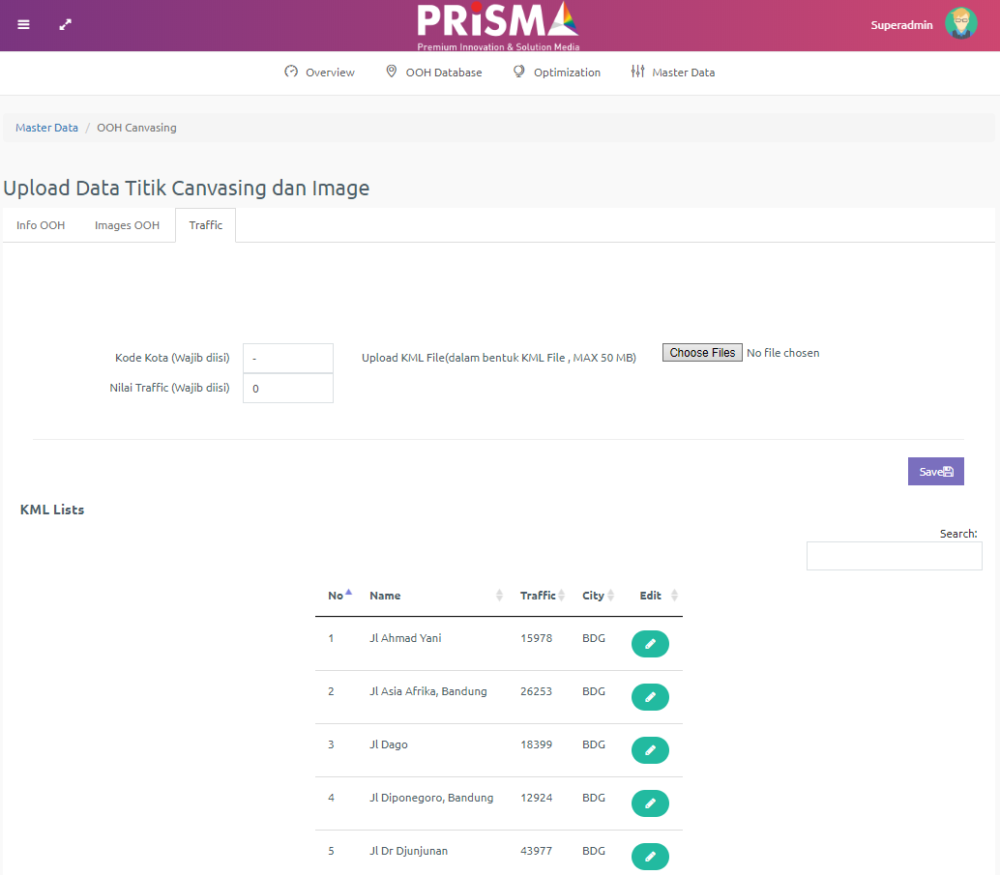 PRiSMA
Premium Innovation & Solution Media
Superadmin
Overview
OOH Database
Optimization
Master Data
Master Data / OOH Canvasing
Upload Data Titik Canvasing dan Image
Info OOH
Images OOH
Traffic
Kode Kota (Wajib diisi)
-
Upload KML File(dalam bentuk KML File , MAX 50 MB)
Choose Files No file chosen
Nilai Traffic (Wajib diisi)
0
Save
KML Lists
Search:
No Name Traffic City Edit
1 Jl Ahmad Yani 15978 BDG
2 Jl Asia Afrika, Bandung 26253 BDG
3 Jl Dago 18399 BDG
4 Jl Diponegoro, Bandung 12924 BDG
5 Jl Dr Djunjunan 43977 BDG